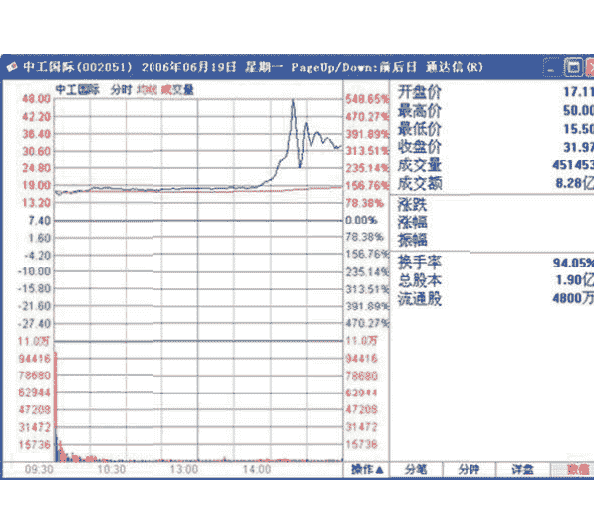 中工国际(002051) 2006年06月19日 星期一 PageUp/Down:前后日 通达信(R)
中工国际 分时 均线 成交量
48.00 548.65%
42.20 470.27%
36.40 391.89%
30.60 313.51%
24.80 235.14%
19.00 156.76%
13.20 78.38%
7.40 0.00%
1.60 78.38%
-4.20 156.76%
-10.00 235.14%
-15.80 313.51%
-21.60 391.89%
-27.40 470.27%
11.0万 11.0万
94416 94416
78680 78680
62944 62944
47208 47208
31472 31472
15736 15736
09:30 10:30 13:00 14:00
开盘价 17.11
最高价 50.00
最低价 15.50
收盘价 31.97
成交量 451453
成交额 8.28亿
涨跌
涨幅
振幅
换手率 94.05%
总股本 1.90亿
流通股 4800万
操作▲ 分笔 分钟 详盘 数值